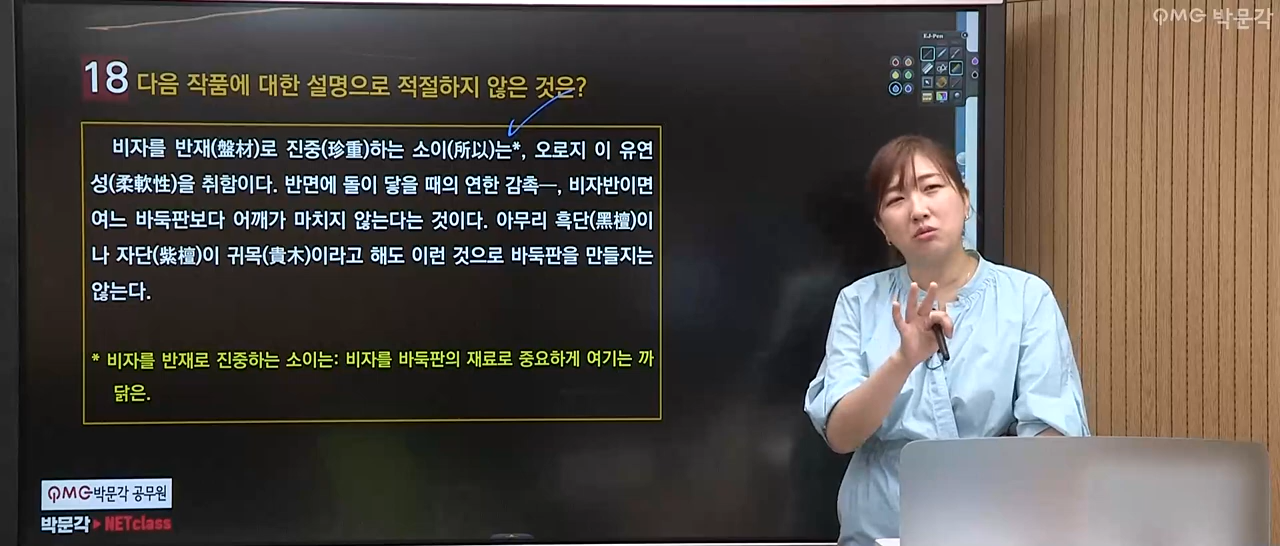 QMG 박문각
EJ-Pen
18 다음 작품에 대한 설명으로 적절하지 않은 것은?
비자를 반재(盤材)로 진중(珍重)하는 소이(所以)는*, 오로지 이 유연
성(柔軟性)을 취함이다. 반면에 돌이 닿을 때의 연한 감촉―, 비자반이면
여느 바둑판보다 어깨가 마치지 않는다는 것이다. 아무리 흑단(黑檀)이
나 자단(紫檀)이 귀목(貴木)이라고 해도 이런 것으로 바둑판을 만들지는
않는다.
* 비자를 반재로 진중하는 소이는: 비자를 바둑판의 재료로 중요하게 여기는 까
닭은.
QMG 박문각 공무원
박문각 NETclass